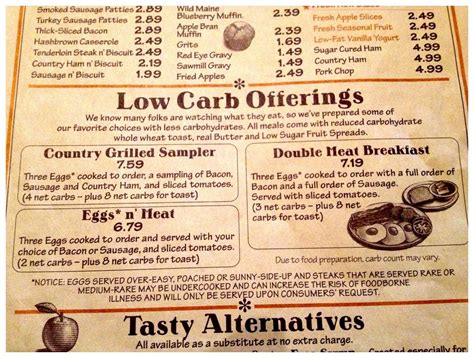 Smoked Sausage Patties 2.89
Turkey Sausage Patties 2.89
Thick-Sliced Bacon 2.89
Hashbrown Casserole 2.49
Tenderloin Steak n' Biscuit 2.49
Country Ham n' Biscuit 2.19
Sausage n' Biscuit 1.99
Wild Maine
Blueberry Muffin. 2.29
Apple Bran
Muffin
Grits
Red Eye Gravy 1.49
Sawmill Gravy 1.49
Fried Apples 2.49
Fresh Apple Slices 2.49
Fresh Seasonal Fruit 2.49
Low-Fat Vanilla Yogurt 2.49
Sugar Cured Ham 4.99
Country Ham 4.99
Pork Chop 4.99
Low Carb Offerings
We know many folks are watching what they eat, so we've prepared some of
our favorite choices with less carbohydrates. All meals come with reduced carbohydrate
whole wheat toast, real Butter and Low Sugar Fruit Spreads.
Country Grilled Sampler
7.59
Three Eggs* cooked to order, a sampling of Bacon,
Sausage and Country Ham, and sliced tomatoes.
(4 net carbs – plus 8 net carbs for toast)
Eggs* n' Meat
6.79
Three Eggs cooked to order and served with your
choice of Bacon or Sausage, and sliced tomatoes.
(2 net carbs – plus 8 net carbs for toast)
Double Meat Breakfast
7.19
Three Eggs* cooked to order with a full order of
Bacon and a full order of Sausage.
Served with sliced tomatoes.
(3 net carbs – plus 8 net
carbs for toast)
Due to food preparation, carb count may vary.
*NOTICE: EGGS SERVED OVER-EASY, POACHED OR SUNNY-SIDE-UP AND STEAKS THAT ARE SERVED RARE OR
MEDIUM-RARE MAY BE UNDERCOOKED AND CAN INCREASE THE RISK OF FOODBORNE
ILLNESS AND WILL ONLY BE SERVED UPON CONSUMERS' REQUEST.
Tasty Alternatives
All available as a substitute at no extra charge.